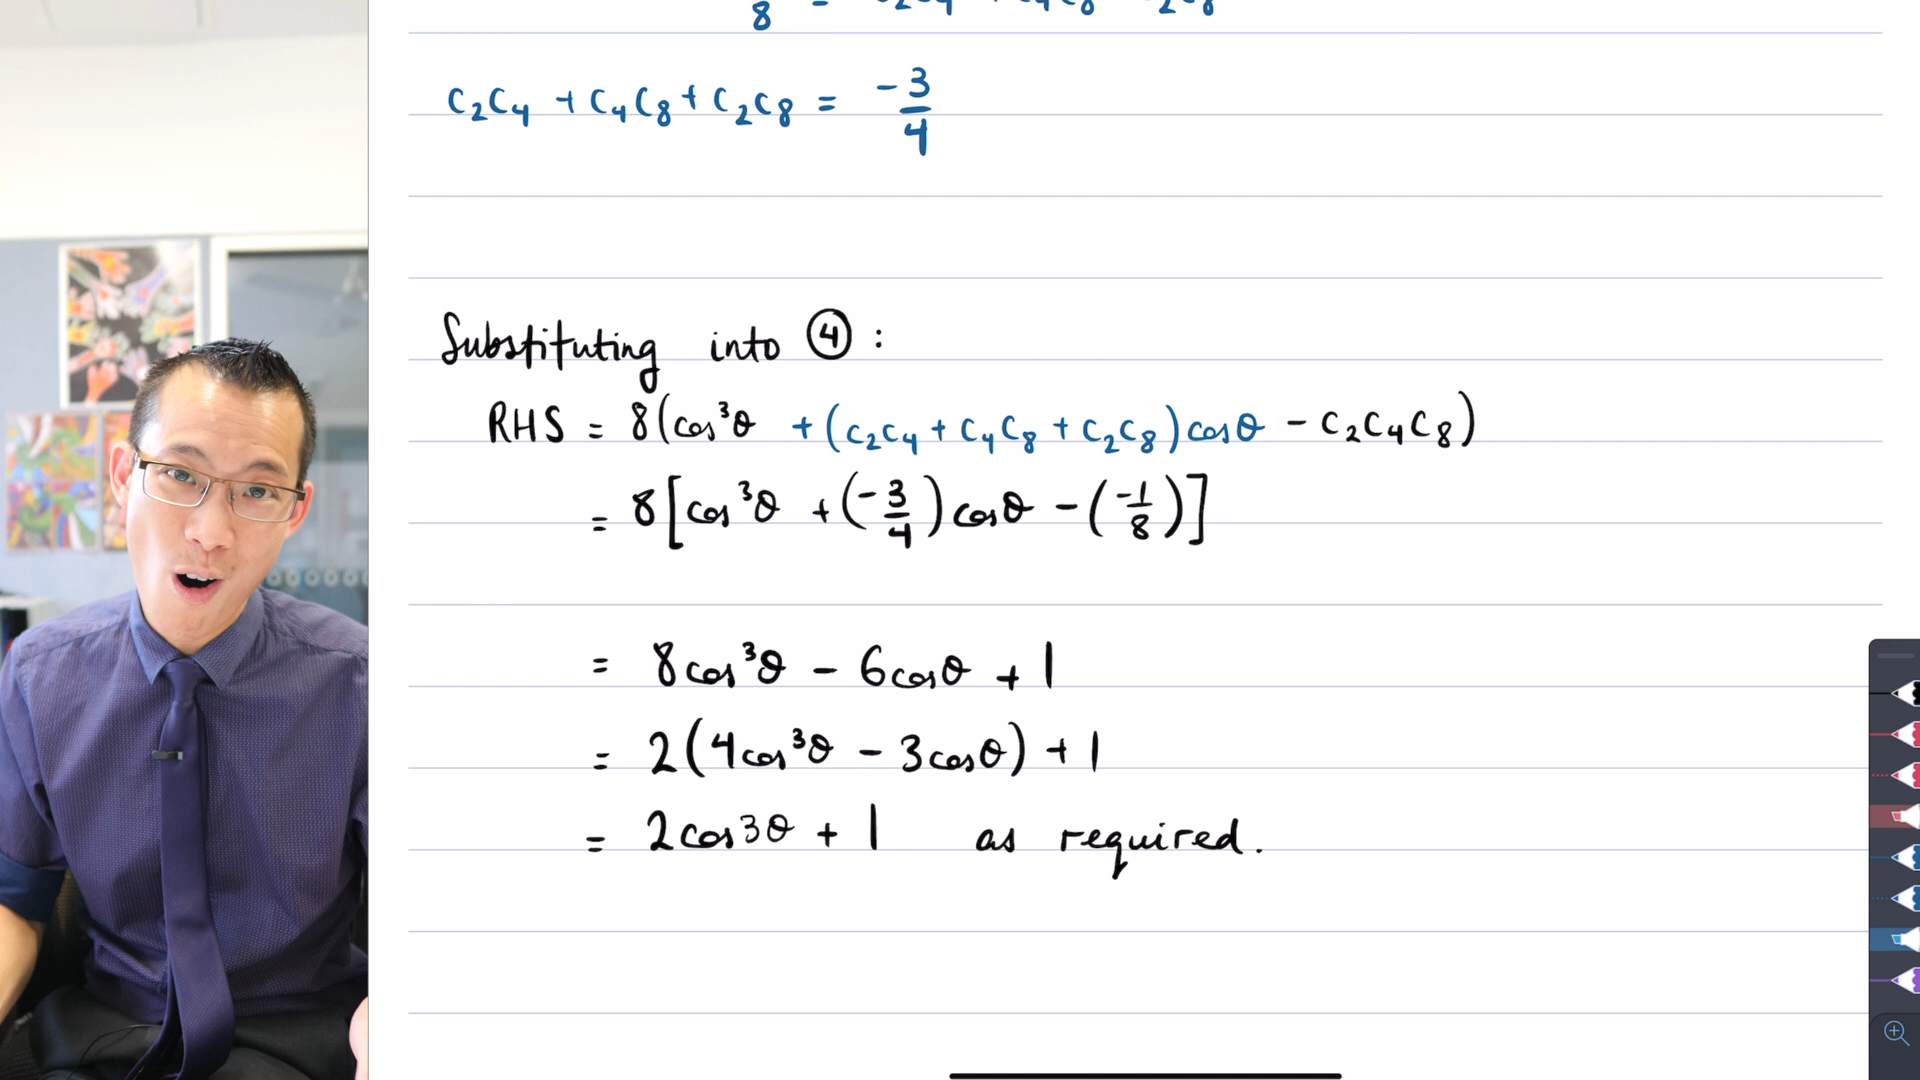 8 =
C₂C₄ + C₄C₈ + C₂C₈ = -3/4
Substituting into ④ :
RHS = 8(cos³θ + (C₂C₄ + C₄C₈ + C₂C₈)cosθ - C₂C₄C₈)
= 8[cos³θ + (-3/4)cosθ - (-1/8)]
= 8cos³θ - 6cosθ + 1
= 2(4cos³θ - 3cosθ) + 1
= 2cos3θ + 1 as required.